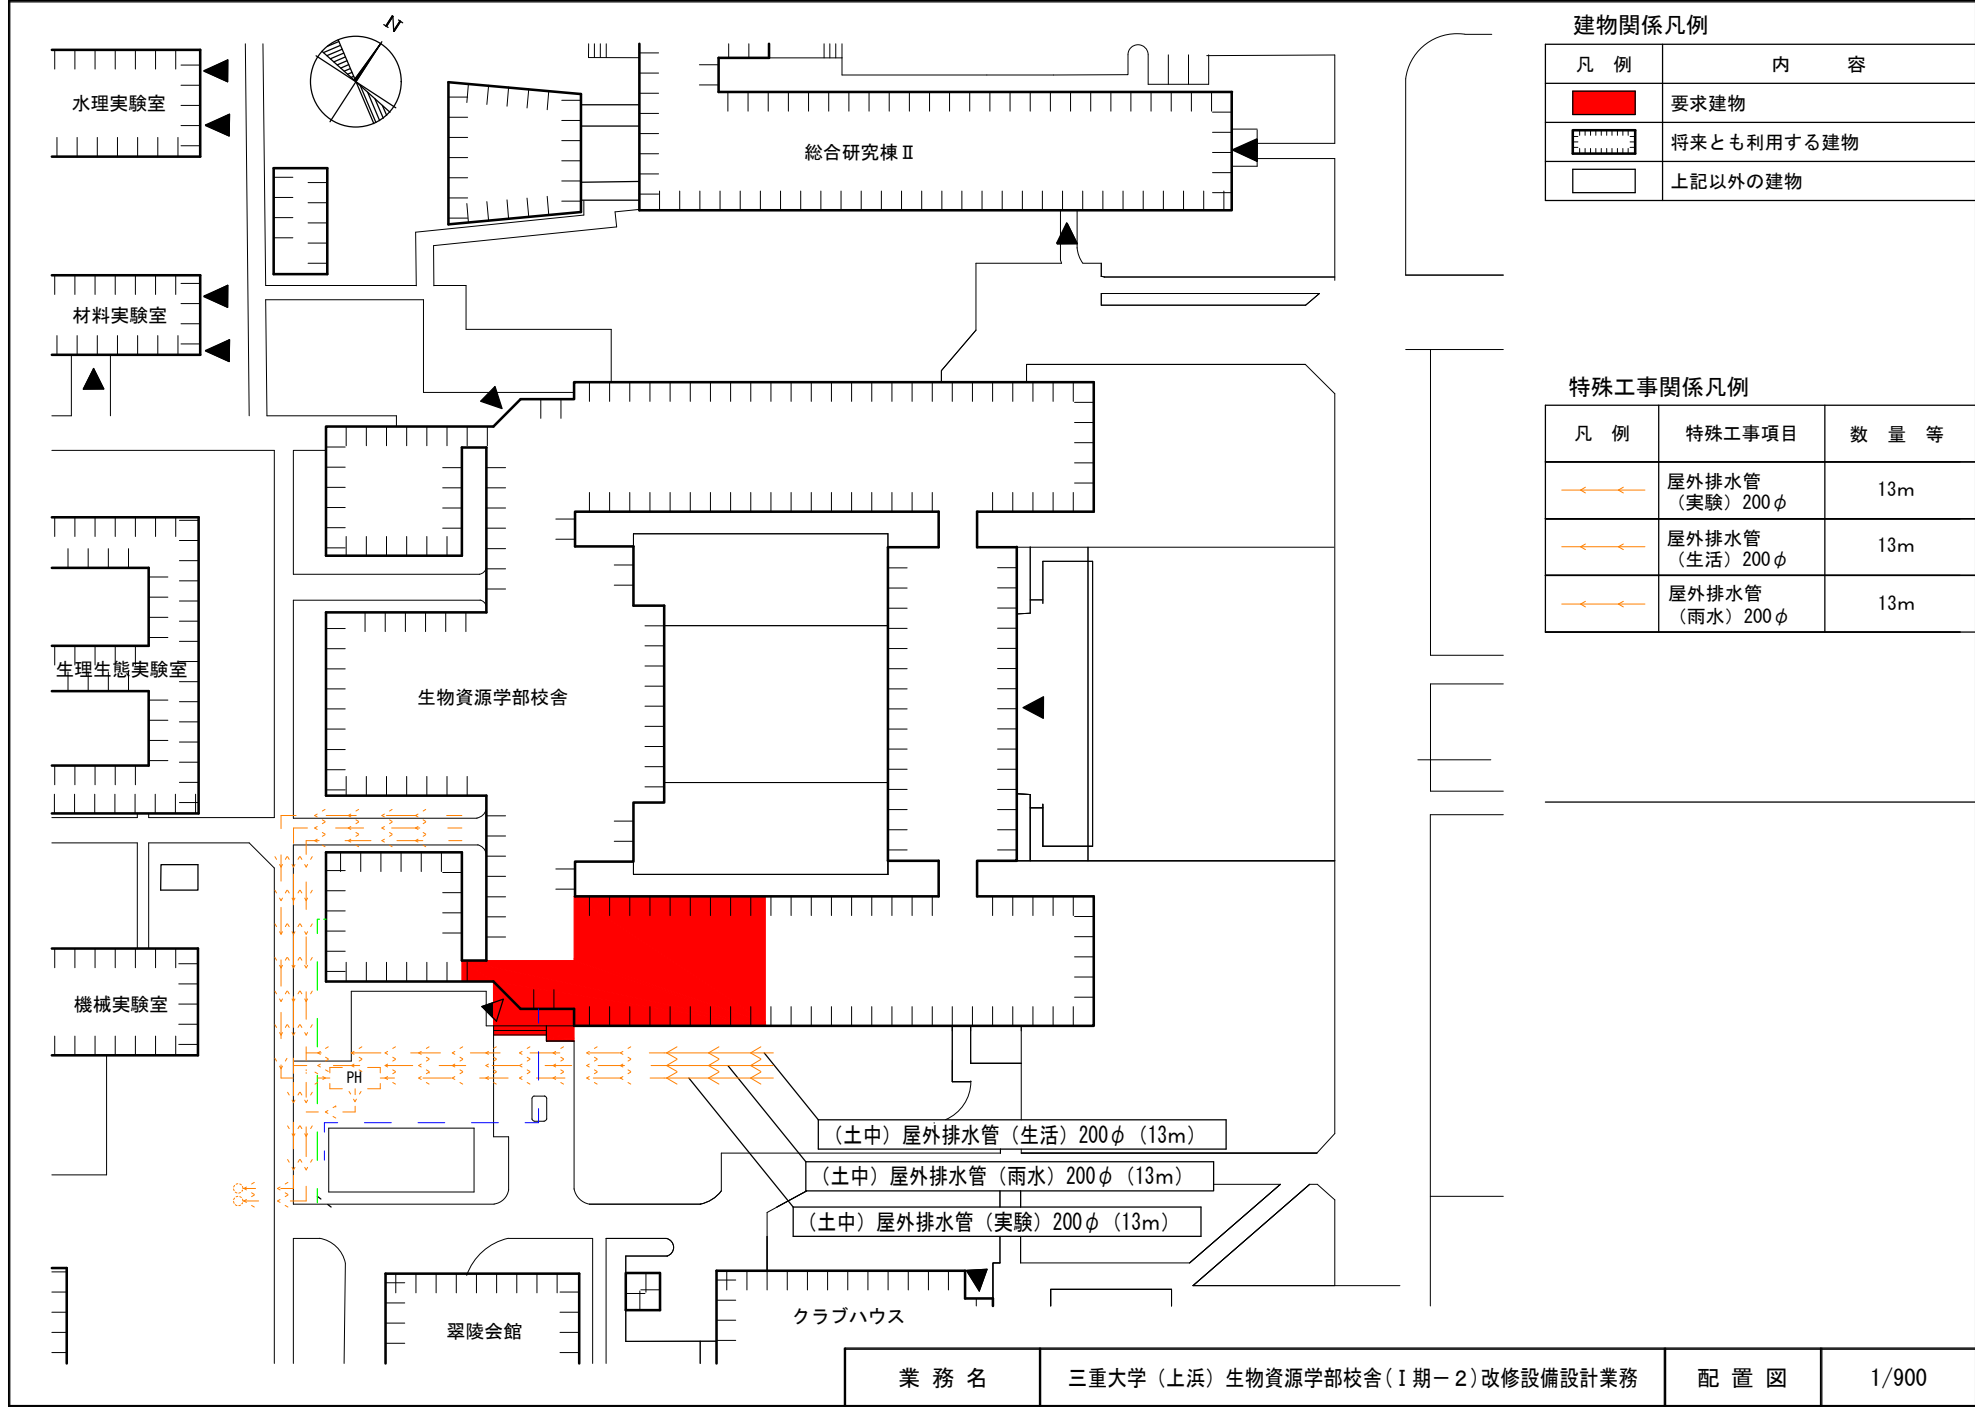 建物関係凡例
凡 例 内 容
要求建物
将来とも利用する建物
上記以外の建物
N
水理実験室
総合研究棟Ⅱ
材料実験室
特殊工事関係凡例
凡 例 特殊工事項目 数 量 等
屋外排水管
（実験）200φ 13m
屋外排水管
（生活）200φ 13m
屋外排水管
（雨水）200φ 13m
生理生態実験室
生物資源学部校舎
機械実験室
PH
（土中）屋外排水管（生活）200φ（13m）
（土中）屋外排水管（雨水）200φ（13m）
（土中）屋外排水管（実験）200φ（13m）
翠陵会館
クラブハウス
業 務 名 三重大学（上浜）生物資源学部校舎(Ⅰ期－２)改修設備設計業務 配 置 図 1/900